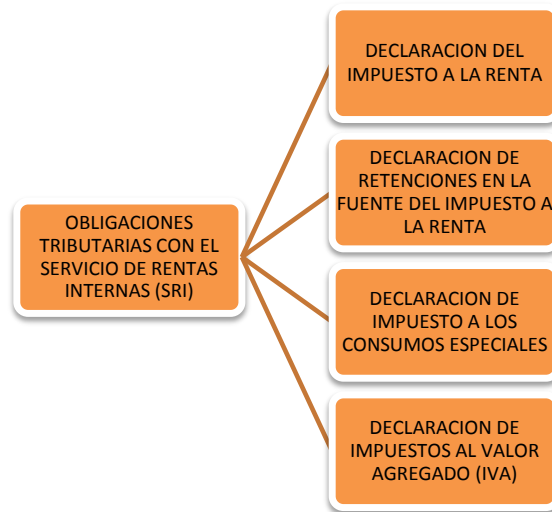 DECLARACION DEL
IMPUESTO A LA RENTA
DECLARACION DE
RETENCIONES EN LA
FUENTE DEL IMPUESTO A
LA RENTA
OBLIGACIONES
TRIBUTARIAS CON EL
SERVICIO DE RENTAS
INTERNAS (SRI)
DECLARACION DE
IMPUESTO A LOS
CONSUMOS ESPECIALES
DECLARACION DE
IMPUESTOS AL VALOR
AGREGADO (IVA)